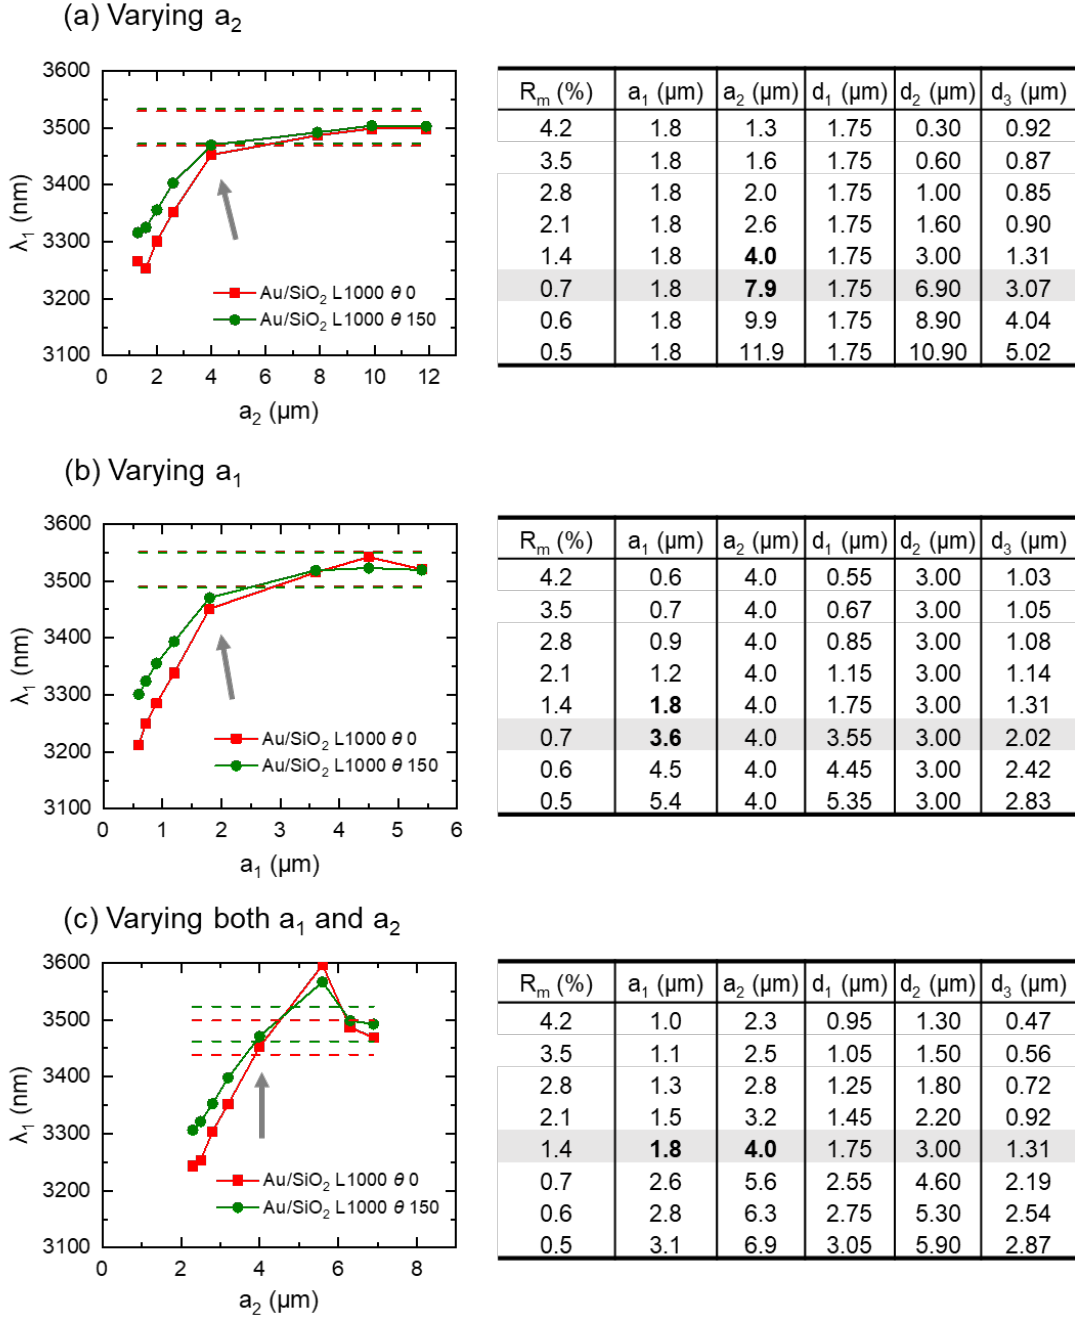 (a) Varying a₂
3600
3500
3400
3300
3200
3100
λ₁ (nm)
Au/SiO₂ L1000 θ 0
Au/SiO₂ L1000 θ 150
0 2 4 6 8 10 12
a₂ (µm)
Rₘ (%) a₁ (µm) a₂ (µm) d₁ (µm) d₂ (µm) d₃ (µm)
4.2 1.8 1.3 1.75 0.30 0.92
3.5 1.8 1.6 1.75 0.60 0.87
2.8 1.8 2.0 1.75 1.00 0.85
2.1 1.8 2.6 1.75 1.60 0.90
1.4 1.8 4.0 1.75 3.00 1.31
0.7 1.8 7.9 1.75 6.90 3.07
0.6 1.8 9.9 1.75 8.90 4.04
0.5 1.8 11.9 1.75 10.90 5.02
(b) Varying a₁
3600
3500
3400
3300
3200
3100
λ₁ (nm)
Au/SiO₂ L1000 θ 0
Au/SiO₂ L1000 θ 150
0 1 2 3 4 5 6
a₁ (µm)
Rₘ (%) a₁ (µm) a₂ (µm) d₁ (µm) d₂ (µm) d₃ (µm)
4.2 0.6 4.0 0.55 3.00 1.03
3.5 0.7 4.0 0.67 3.00 1.05
2.8 0.9 4.0 0.85 3.00 1.08
2.1 1.2 4.0 1.15 3.00 1.14
1.4 1.8 4.0 1.75 3.00 1.31
0.7 3.6 4.0 3.55 3.00 2.02
0.6 4.5 4.0 4.45 3.00 2.42
0.5 5.4 4.0 5.35 3.00 2.83
(c) Varying both a₁ and a₂
3600
3500
3400
3300
3200
3100
λ₁ (nm)
Au/SiO₂ L1000 θ 0
Au/SiO₂ L1000 θ 150
0 2 4 6 8
a₂ (µm)
Rₘ (%) a₁ (µm) a₂ (µm) d₁ (µm) d₂ (µm) d₃ (µm)
4.2 1.0 2.3 0.95 1.30 0.47
3.5 1.1 2.5 1.05 1.50 0.56
2.8 1.3 2.8 1.25 1.80 0.72
2.1 1.5 3.2 1.45 2.20 0.92
1.4 1.8 4.0 1.75 3.00 1.31
0.7 2.6 5.6 2.55 4.60 2.19
0.6 2.8 6.3 2.75 5.30 2.54
0.5 3.1 6.9 3.05 5.90 2.87